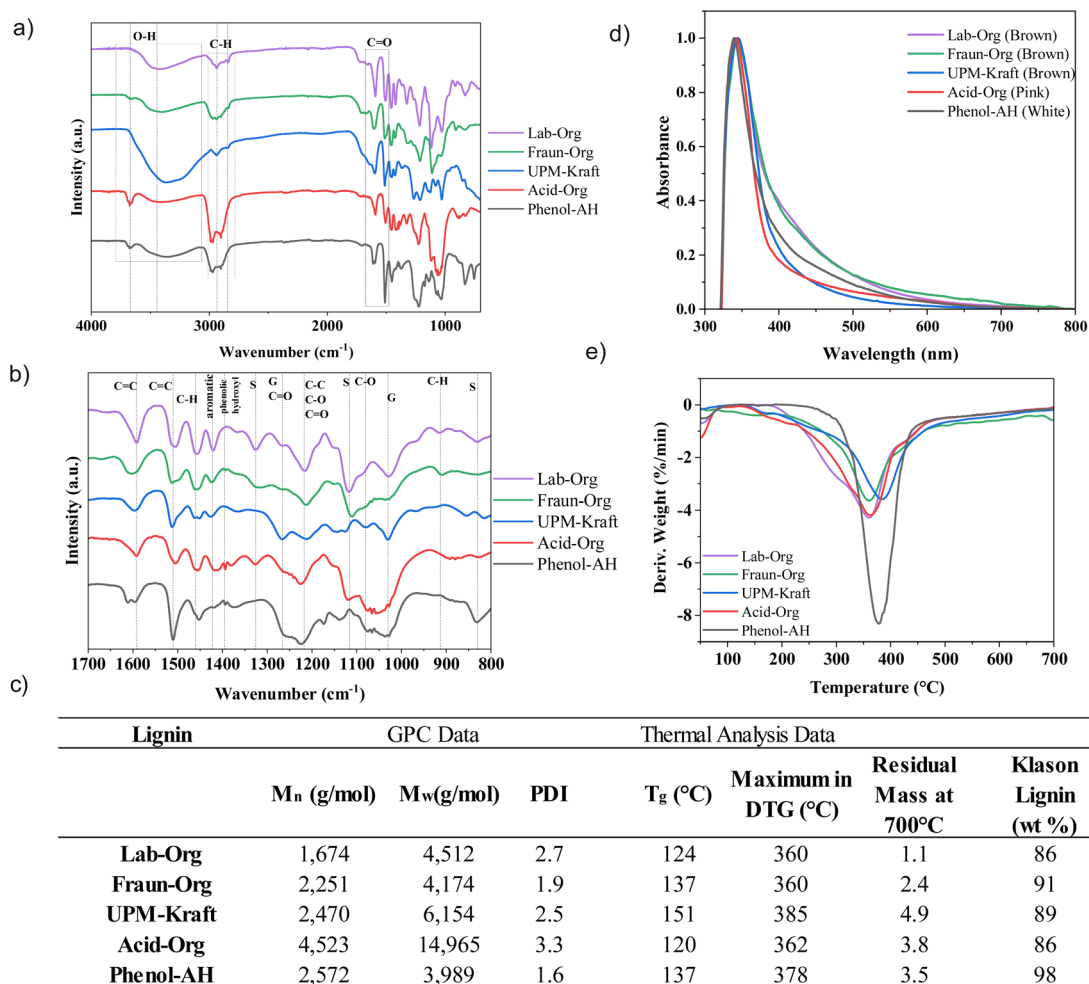 a)
O-H
C-H
C=O
Intensity (a.u.)
Lab-Org
Fraun-Org
UPM-Kraft
Acid-Org
Phenol-AH
4000
3000
2000
1000
Wavenumber (cm-1)
d)
Lab-Org (Brown)
Fraun-Org (Brown)
UPM-Kraft (Brown)
Acid-Org (Pink)
Phenol-AH (White)
1.0
0.8
0.6
0.4
0.2
0.0
Absorbance
300
400
500
600
700
800
Wavelength (nm)
b)
C=C
C=C
C-H
aromatic
phenolic
hydroxyl
S
G
C=O
C-C
C-O
C=O
S
C-O
G
C-H
S
Intensity (a.u.)
Lab-Org
Fraun-Org
UPM-Kraft
Acid-Org
Phenol-AH
1700
1600
1500
1400
1300
1200
1100
1000
900
800
Wavenumber (cm-1)
e)
0
-2
-4
-6
-8
Deriv. Weight (%/min)
Lab-Org
Fraun-Org
UPM-Kraft
Acid-Org
Phenol-AH
100
200
300
400
500
600
700
Temperature (°C)
c)
Lignin GPC Data Thermal Analysis Data
Mn (g/mol) Mw(g/mol) PDI Tg (°C) Maximum in DTG (°C) Residual Mass at 700°C Klason Lignin (wt %)
Lab-Org 1,674 4,512 2.7 124 360 1.1 86
Fraun-Org 2,251 4,174 1.9 137 360 2.4 91
UPM-Kraft 2,470 6,154 2.5 151 385 4.9 89
Acid-Org 4,523 14,965 3.3 120 362 3.8 86
Phenol-AH 2,572 3,989 1.6 137 378 3.5 98